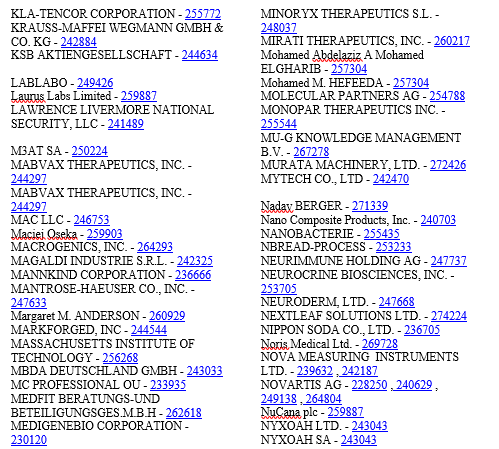 KLA-TENCOR CORPORATION - 255772
KRAUSS-MAFFEI WEGMANN GMBH &
CO. KG - 242884
KSB AKTIENGESELLSCHAFT - 244634
LABLABO - 249426
Laurus Labs Limited - 259887
LAWRENCE LIVERMORE NATIONAL
SECURITY, LLC - 241489
M3AT SA - 250224
MABVAX THERAPEUTICS, INC. -
244297
MABVAX THERAPEUTICS, INC. -
244297
MAC LLC - 246753
Maciej Oseka - 259903
MACROGENICS, INC. - 264293
MAGALDI INDUSTRIE S.R.L. - 242325
MANNKIND CORPORATION - 236666
MANTROSE-HAEUSER CO., INC. -
247633
Margaret M. ANDERSON - 260929
MARKFORGED, INC - 244544
MASSACHUSETTS INSTITUTE OF
TECHNOLOGY - 256268
MBDA DEUTSCHLAND GMBH - 243033
MC PROFESSIONAL OU - 233935
MEDFIT BERATUNGS-UND
BETEILIGUNGSGES.M.B.H - 262618
MEDIGENEBIO CORPORATION -
230120
MINORYX THERAPEUTICS S.L. -
248037
MIRATI THERAPEUTICS, INC. - 260217
Mohamed Abdelaziz A Mohamed
ELGHARIB - 257304
Mohamed M. HEFEEDA - 257304
MOLECULAR PARTNERS AG - 254788
MONOPAR THERAPEUTICS INC. -
255544
MU-G KNOWLEDGE MANAGEMENT
B.V. - 267278
MURATA MACHINERY, LTD. - 272426
MYTECH CO., LTD - 242470
Naday BERGER - 271339
Nano Composite Products, Inc. - 240703
NANOBACTERIE - 255435
NBREAD-PROCESS - 253233
NEURIMMUNE HOLDING AG - 247737
NEUROCRINE BIOSCIENCES, INC. -
253705
NEURODERM, LTD. - 247668
NEXTLEAF SOLUTIONS LTD. - 274224
NIPPON SODA CO., LTD. - 236705
Noris Medical Ltd. - 269728
NOVA MEASURING INSTRUMENTS
LTD. - 239632 , 242187
NOVARTIS AG - 228250 , 240629 ,
249138 , 264804
NuCana plc - 259887
NYXOAH LTD. - 243043
NYXOAH SA - 243043